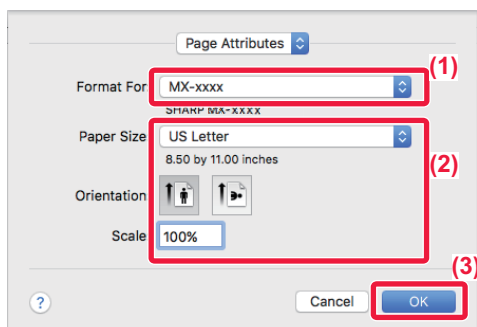 Page Attributes
(1)
Format For MX-xxxx
SHARP MX-xxxx
Paper Size US Letter
8.50 by 11.00 inches
(2)
Orientation
Scale 100%
(3)
? Cancel OK